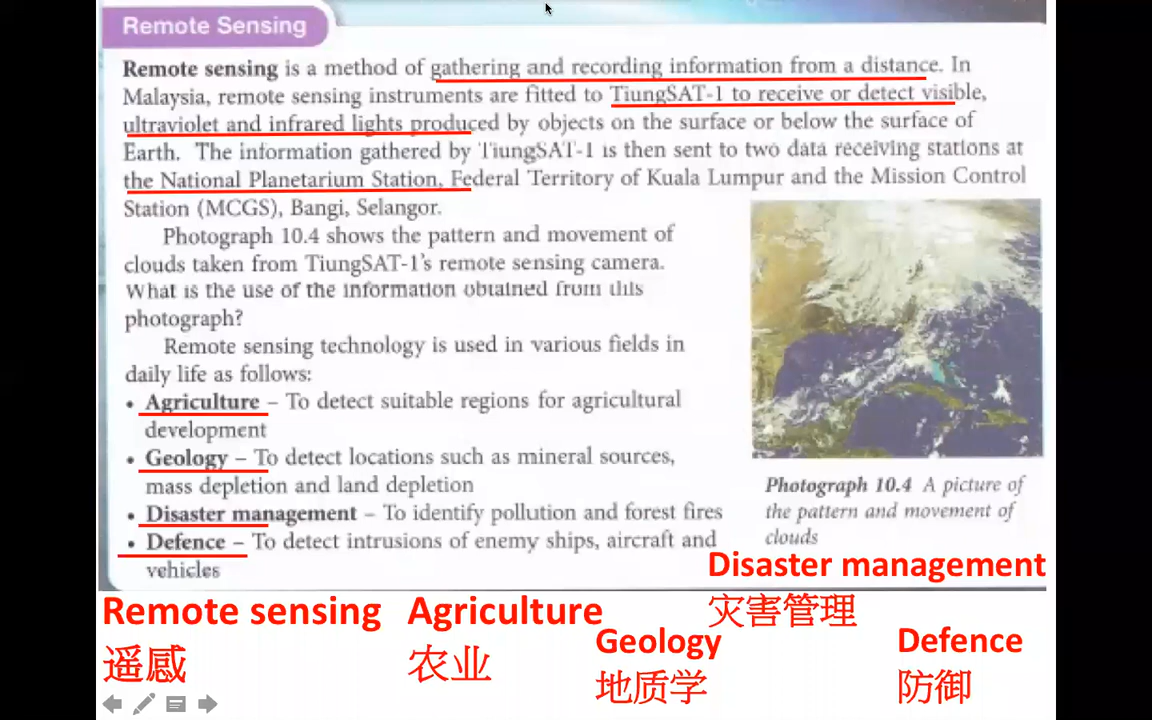 Remote Sensing
Remote sensing is a method of gathering and recording information from a distance. In
Malaysia, remote sensing instruments are fitted to TiungSAT-1 to receive or detect visible,
ultraviolet and infrared lights produced by objects on the surface or below the surface of
Earth. The information gathered by TiungSAT-1 is then sent to two data receiving stations at
the National Planetarium Station, Federal Territory of Kuala Lumpur and the Mission Control
Station (MCGS), Bangi, Selangor.
Photograph 10.4 shows the pattern and movement of
clouds taken from TiungSAT-1's remote sensing camera.
What is the use of the information obtained from this
photograph?
Remote sensing technology is used in various fields in
daily life as follows:
• Agriculture – To detect suitable regions for agricultural
development
• Geology – To detect locations such as mineral sources,
mass depletion and land depletion
• Disaster management – To identify pollution and forest fires
• Defence – To detect intrusions of enemy ships, aircraft and
vehicles
Photograph 10.4 A picture of
the pattern and movement of
clouds
Remote sensing
遥感
Agriculture
农业
Geology
地质学
Disaster management
灾害管理
Defence
防御